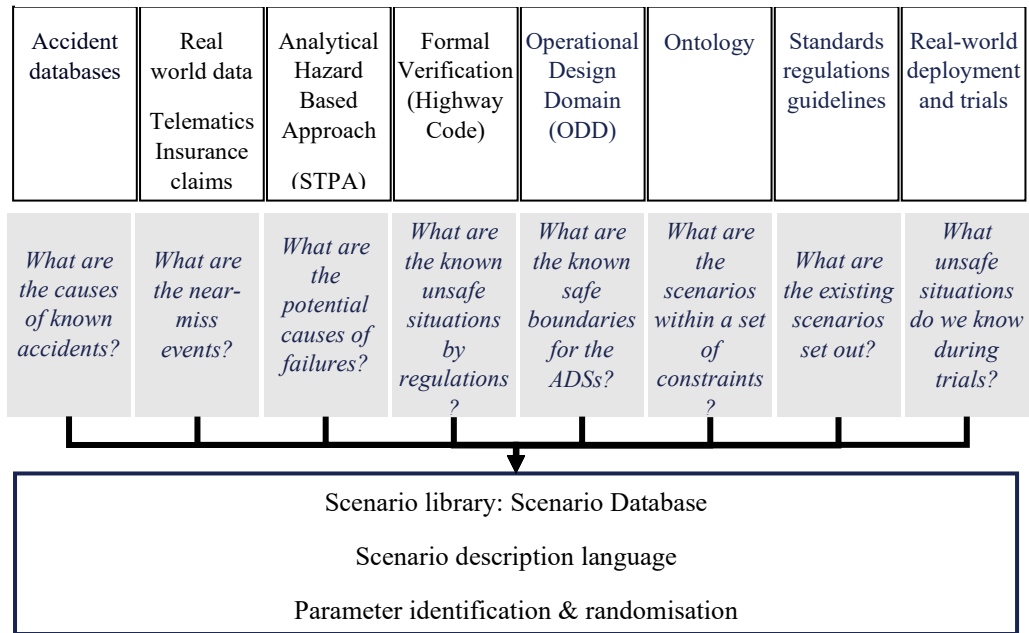 Accident
databases
Real
world data
Telematics
Insurance
claims
Analytical
Hazard
Based
Approach
(STPA)
Formal
Verification
(Highway
Code)
Operational
Design
Domain
(ODD)
Ontology
Standards
regulations
guidelines
Real-world
deployment
and trials
What are
the causes
of known
accidents?
What are
the near-
miss
events?
What are
the
potential
causes of
failures?
What are
the known
unsafe
situations
by
regulations
?
What are
the known
safe
boundaries
for the
ADSs?
What are
the
scenarios
within a set
of
constraints
?
What are
the existing
scenarios
set out?
What
unsafe
situations
do we know
during
trials?
Scenario library: Scenario Database
Scenario description language
Parameter identification & randomisation